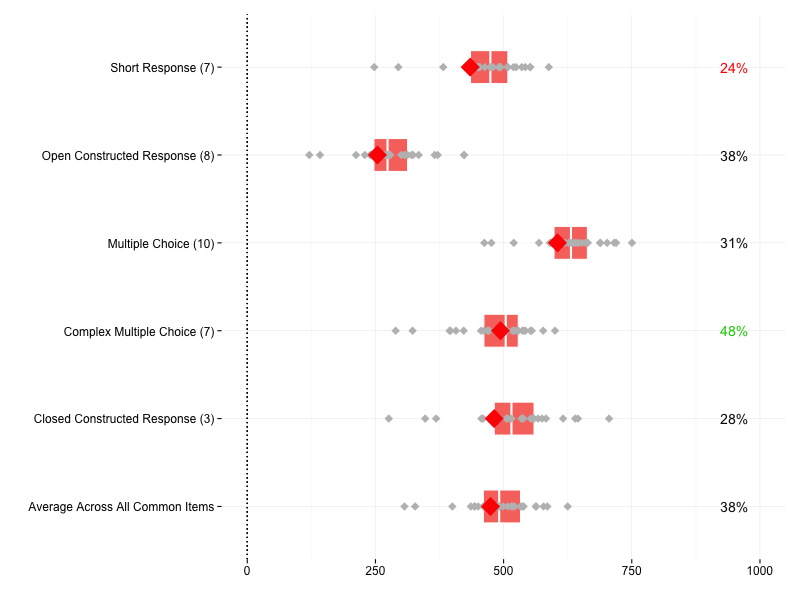 Short Response (7) 24%
Open Constructed Response (8) 38%
Multiple Choice (10) 31%
Complex Multiple Choice (7) 48%
Closed Constructed Response (3) 28%
Average Across All Common Items 38%
0 250 500 750 1000